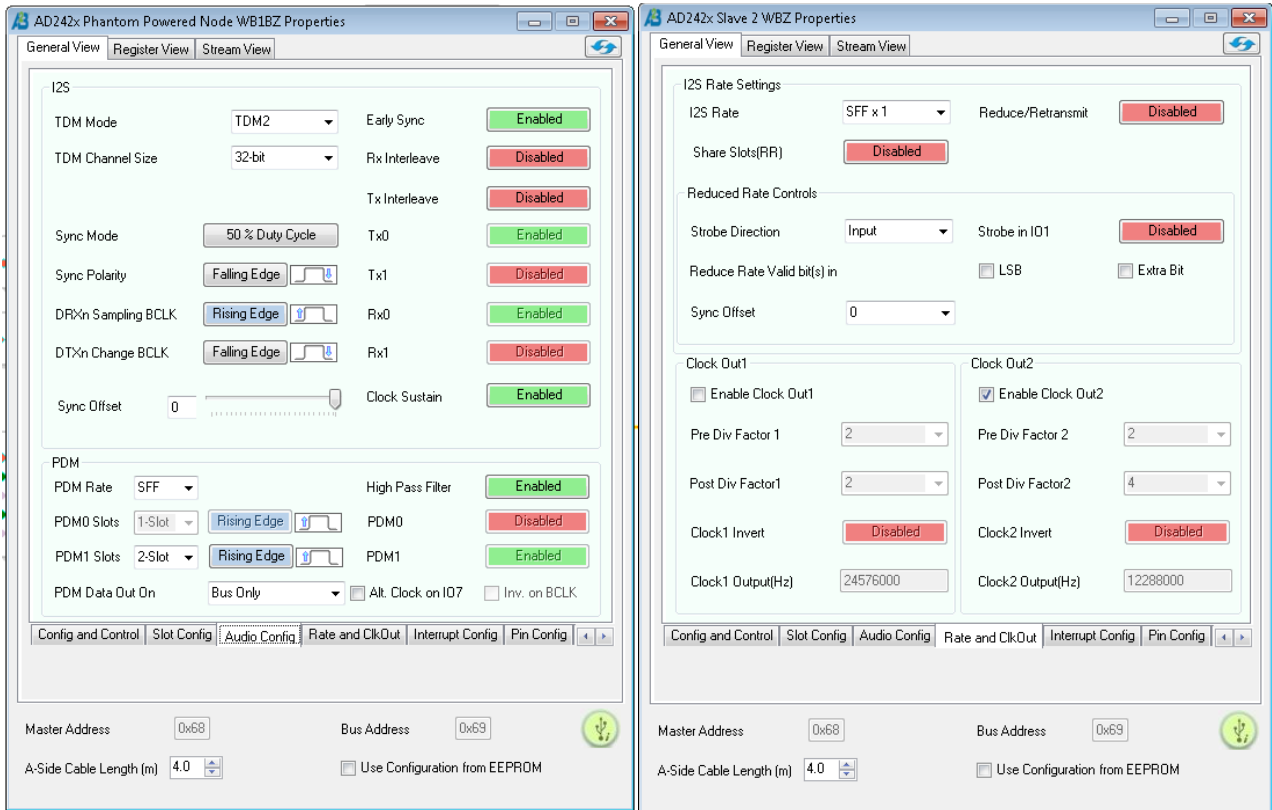 AD242x Phantom Powered Node WB1BZ Properties
General View Register View Stream View
I2S
TDM Mode TDM2 Early Sync Enabled
TDM Channel Size 32-bit Rx Interleave Disabled
Tx Interleave Disabled
Sync Mode 50 % Duty Cycle Tx0 Enabled
Sync Polarity Falling Edge Tx1 Disabled
DRXn Sampling BCLK Rising Edge Rx0 Enabled
DTXn Change BCLK Falling Edge Rx1 Disabled
Sync Offset 0 Clock Sustain Enabled
PDM
PDM Rate SFF High Pass Filter Enabled
PDM0 Slots 1-Slot Rising Edge PDM0 Disabled
PDM1 Slots 2-Slot Rising Edge PDM1 Enabled
PDM Data Out On Bus Only Alt. Clock on IO7 Inv. on BCLK
Config and Control Slot Config Audio Config Rate and ClkOut Interrupt Config Pin Config
Master Address 0x68 Bus Address 0x69
A-Side Cable Length (m) 4.0 Use Configuration from EEPROM
AD242x Slave 2 WBZ Properties
General View Register View Stream View
I2S Rate Settings
I2S Rate SFF x 1 Reduce/Retransmit Disabled
Share Slots(RR) Disabled
Reduced Rate Controls
Strobe Direction Input Strobe in IO1 Disabled
Reduce Rate Valid bit(s) in LSB Extra Bit
Sync Offset 0
Clock Out1 Clock Out2
Enable Clock Out1 Enable Clock Out2
Pre Div Factor 1 2 Pre Div Factor 2 2
Post Div Factor1 2 Post Div Factor2 4
Clock1 Invert Disabled Clock2 Invert Disabled
Clock1 Output(Hz) 24576000 Clock2 Output(Hz) 12288000
Config and Control Slot Config Audio Config Rate and ClkOut Interrupt Config Pin Config
Master Address 0x68 Bus Address 0x69
A-Side Cable Length (m) 4.0 Use Configuration from EEPROM